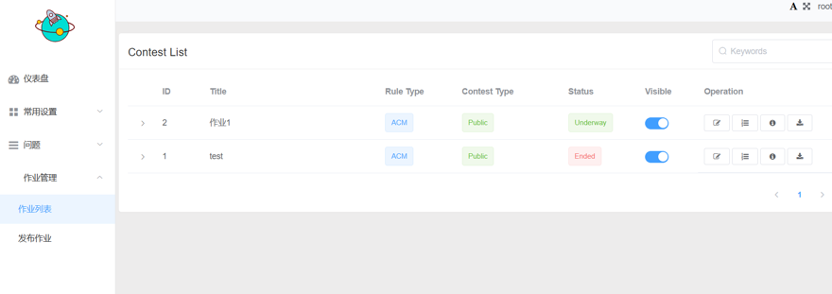 A root
Contest List
Keywords
仪表盘
常用设置
问题
作业管理
作业列表
发布作业
ID Title Rule Type Contest Type Status Visible Operation
2 作业1 ACM Public Underway
1 test ACM Public Ended
1